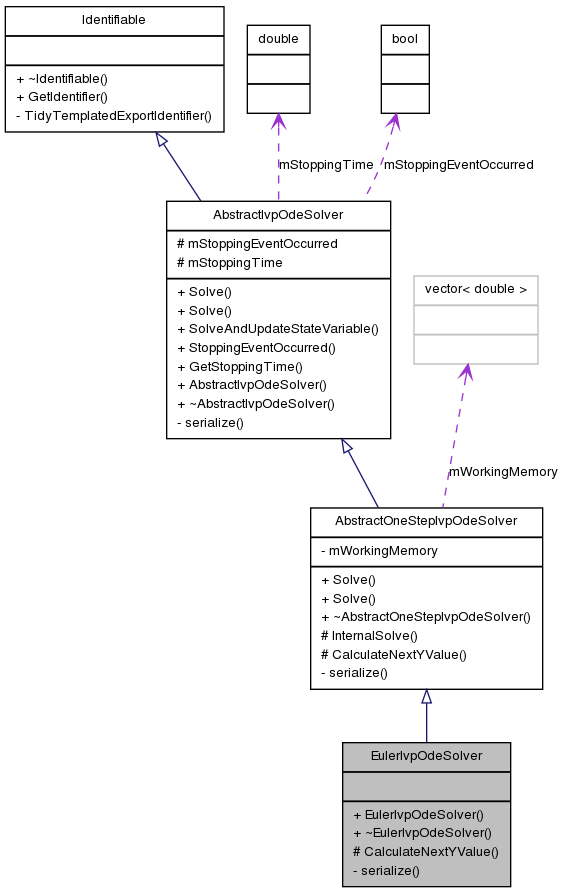 Identifiable
+ ~Identifiable()
+ GetIdentifier()
- TidyTemplatedExportIdentifier()
double
bool
mStoppingTime
mStoppingEventOccurred
AbstractIvpOdeSolver
# mStoppingEventOccurred
# mStoppingTime
+ Solve()
+ Solve()
+ SolveAndUpdateStateVariable()
+ StoppingEventOccurred()
+ GetStoppingTime()
+ AbstractIvpOdeSolver()
+ ~AbstractIvpOdeSolver()
- serialize()
vector< double >
mWorkingMemory
AbstractOneStepIvpOdeSolver
- mWorkingMemory
+ Solve()
+ Solve()
+ ~AbstractOneStepIvpOdeSolver()
# InternalSolve()
# CalculateNextYValue()
- serialize()
EulerIvpOdeSolver
+ EulerIvpOdeSolver()
+ ~EulerIvpOdeSolver()
# CalculateNextYValue()
- serialize()